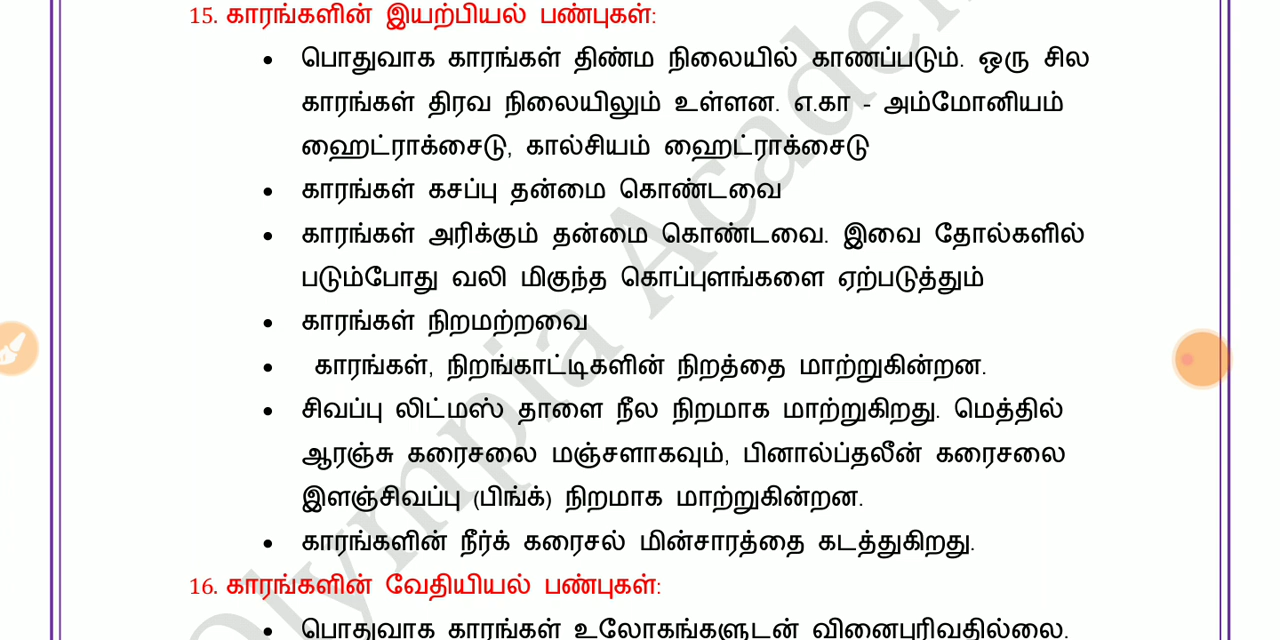 15. காரங்களின் இயற்பியல் பண்புகள்:
• பொதுவாக காரங்கள் திண்ம நிலையில் காணப்படும். ஒரு சில
காரங்கள் திரவ நிலையிலும் உள்ளன. எ.கா - அம்மோனியம்
ஹைட்ராக்சைடு, கால்சியம் ஹைட்ராக்சைடு
• காரங்கள் கசப்பு தன்மை கொண்டவை
• காரங்கள் அரிக்கும் தன்மை கொண்டவை. இவை தோல்களில்
படும்போது வலி மிகுந்த கொப்புளங்களை ஏற்படுத்தும்
• காரங்கள் நிறமற்றவை
• காரங்கள், நிறங்காட்டிகளின் நிறத்தை மாற்றுகின்றன.
• சிவப்பு லிட்மஸ் தாளை நீல நிறமாக மாற்றுகிறது. மெத்தில்
ஆரஞ்சு கரைசலை மஞ்சளாகவும், பினால்ப்தலீன் கரைசலை
இளஞ்சிவப்பு (பிங்க்) நிறமாக மாற்றுகின்றன.
• காரங்களின் நீர்க் கரைசல் மின்சாரத்தை கடத்துகிறது.
16. காரங்களின் வேதியியல் பண்புகள்:
• பொதுவாக காரங்கள் உலோகங்களுடன் வினைபுரிவதில்லை.
Olympia Academ